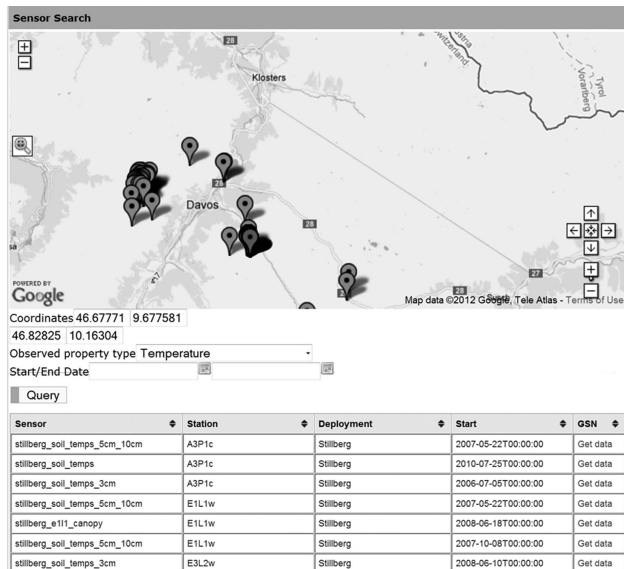 Sensor Search
28
Klosters
Austria
Switzerland
Tyrol
Vorarlberg
28
Davos
28
27
28
POWERED BY
Google
Map data ©2012 Google, Tele Atlas - Terms of Use
Coordinates 46.67771 9.677581
46.82825 10.16304
Observed property type Temperature
Start/End Date
Query
Sensor Station Deployment Start GSN
stillberg_soil_temps_5cm_10cm A3P1c Stillberg 2007-05-22T00:00:00 Get data
stillberg_soil_temps A3P1c Stillberg 2010-07-25T00:00:00 Get data
stillberg_soil_temps_3cm A3P1c Stillberg 2006-07-05T00:00:00 Get data
stillberg_soil_temps_5cm_10cm E1L1w Stillberg 2007-05-22T00:00:00 Get data
stillberg_e1l1_canopy E1L1w Stillberg 2008-06-18T00:00:00 Get data
stillberg_soil_temps_5cm_10cm E1L1w Stillberg 2007-10-08T00:00:00 Get data
stillberg_soil_temps_3cm E3L2w Stillberg 2008-06-10T00:00:00 Get data